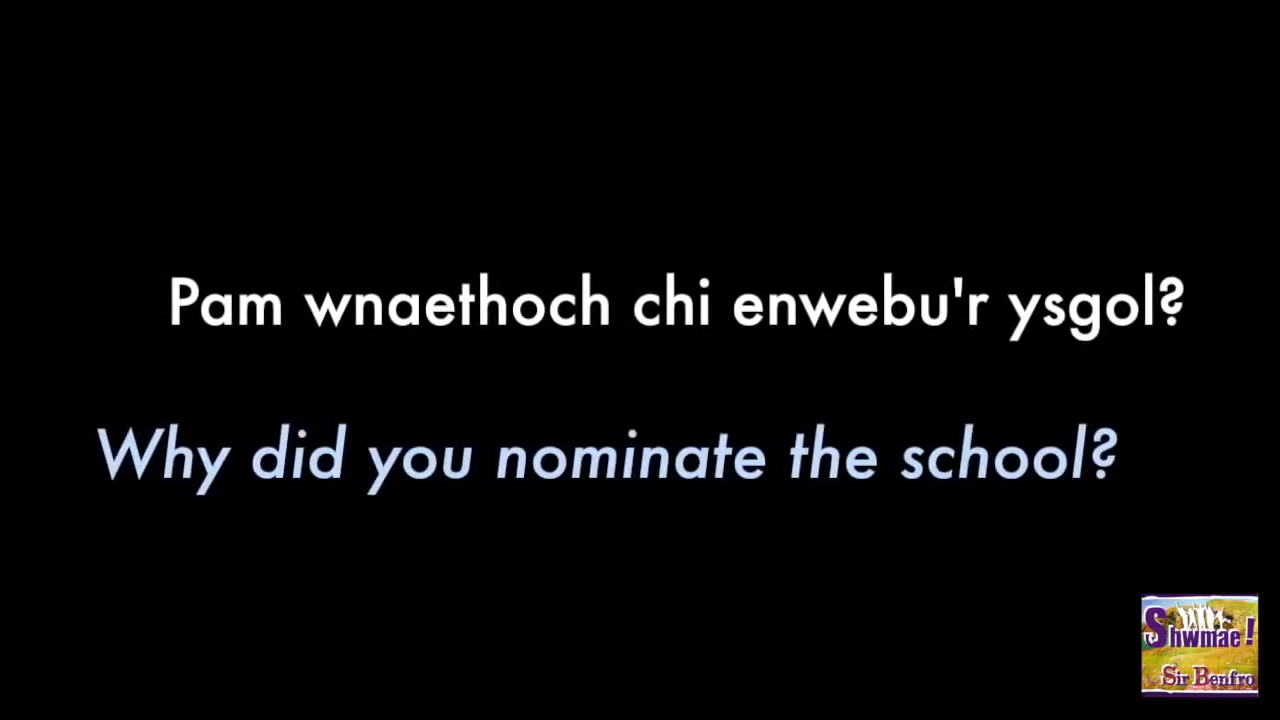 Pam wnaethoch chi enwebu'r ysgol?
Why did you nominate the school?
Shwmae!
Sir Benfro